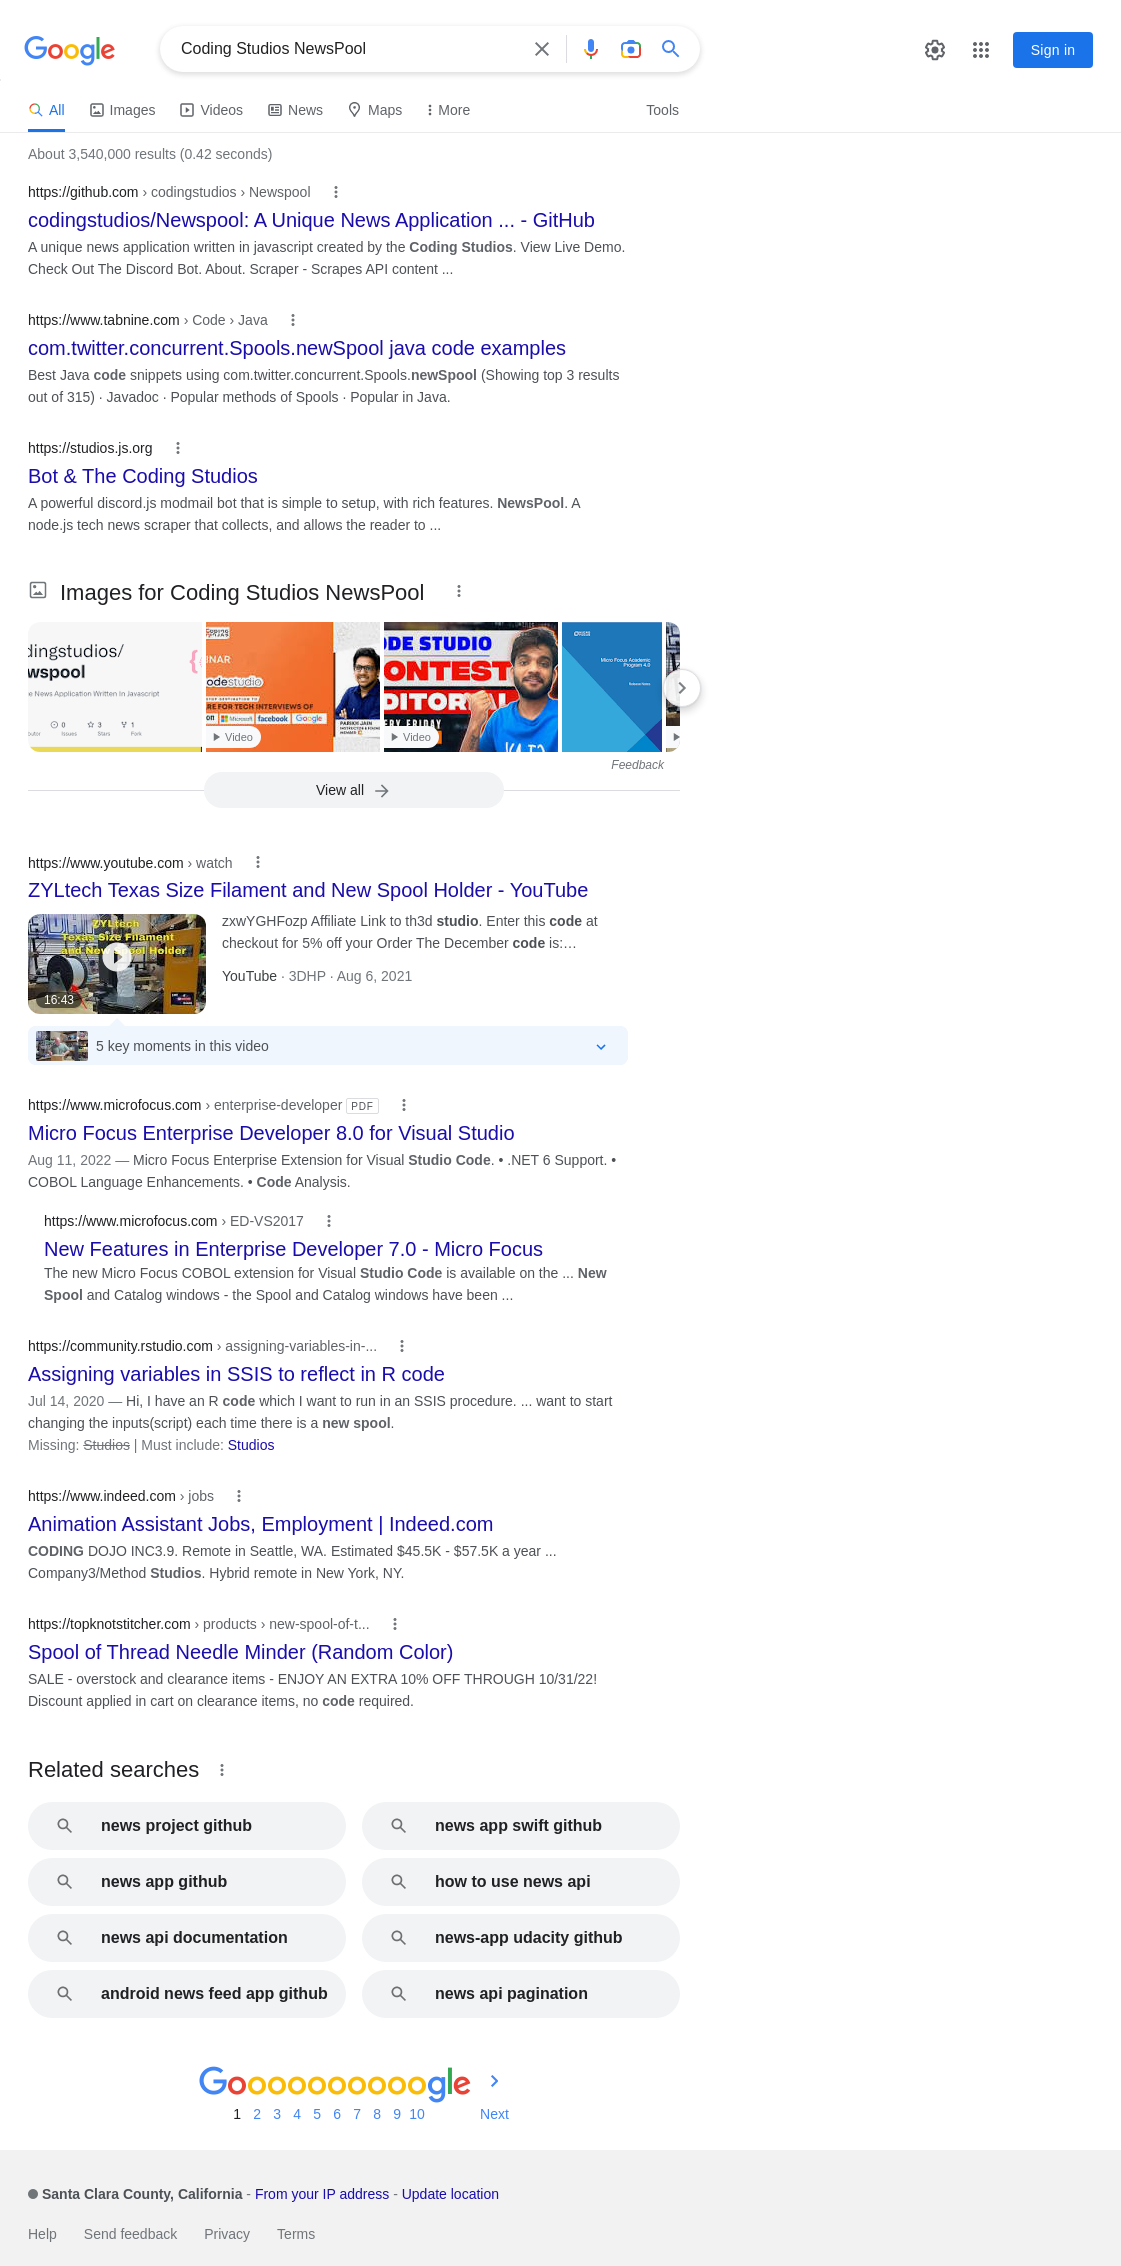 Google
Coding Studios NewsPool
Sign in
All
Images
Videos
News
Maps
More
Tools
About 3,540,000 results (0.42 seconds)
https://github.com › codingstudios › Newspool
codingstudios/Newspool: A Unique News Application ... - GitHub
A unique news application written in javascript created by the Coding Studios. View Live Demo.
Check Out The Discord Bot. About. Scraper - Scrapes API content ...
https://www.tabnine.com › Code › Java
com.twitter.concurrent.Spools.newSpool java code examples
Best Java code snippets using com.twitter.concurrent.Spools.newSpool (Showing top 3 results
out of 315) · Javadoc · Popular methods of Spools · Popular in Java.
https://studios.js.org
Bot & The Coding Studios
A powerful discord.js modmail bot that is simple to setup, with rich features. NewsPool. A
node.js tech news scraper that collects, and allows the reader to ...
Images for Coding Studios NewsPool
dingstudios/
wspool
e News Application Written In Javascript
0
3
1
Issues
Stars
Fork
CODING
NINJAS
INAR
codestudio
Microsoft
facebook
Google
PARIKH JAIN
Video
DE STUDIO
CONTEST
EDITORIAL
RY FRIDAY
Video
Micro Focus Academic
Program 4.0
Release Notes
Feedback
View all
https://www.youtube.com › watch
ZYLtech Texas Size Filament and New Spool Holder - YouTube
ZYLtech
Texas Size Filament
and New Spool Holder
16:43
zxwYGHFozp Affiliate Link to th3d studio. Enter this code at
checkout for 5% off your Order The December code is:…
YouTube · 3DHP · Aug 6, 2021
5 key moments in this video
https://www.microfocus.com › enterprise-developer PDF
Micro Focus Enterprise Developer 8.0 for Visual Studio
Aug 11, 2022 — Micro Focus Enterprise Extension for Visual Studio Code. • .NET 6 Support. •
COBOL Language Enhancements. • Code Analysis.
https://www.microfocus.com › ED-VS2017
New Features in Enterprise Developer 7.0 - Micro Focus
The new Micro Focus COBOL extension for Visual Studio Code is available on the ... New
Spool and Catalog windows - the Spool and Catalog windows have been ...
https://community.rstudio.com › assigning-variables-in-...
Assigning variables in SSIS to reflect in R code
Jul 14, 2020 — Hi, I have an R code which I want to run in an SSIS procedure. ... want to start
changing the inputs(script) each time there is a new spool.
Missing: Studios | Must include: Studios
https://www.indeed.com › jobs
Animation Assistant Jobs, Employment | Indeed.com
CODING DOJO INC3.9. Remote in Seattle, WA. Estimated $45.5K - $57.5K a year ...
Company3/Method Studios. Hybrid remote in New York, NY.
https://topknotstitcher.com › products › new-spool-of-t...
Spool of Thread Needle Minder (Random Color)
SALE - overstock and clearance items - ENJOY AN EXTRA 10% OFF THROUGH 10/31/22!
Discount applied in cart on clearance items, no code required.
Related searches
news project github
news app swift github
news app github
how to use news api
news api documentation
news-app udacity github
android news feed app github
news api pagination
Goooooooooogle
1 2 3 4 5 6 7 8 9 10 Next
Santa Clara County, California - From your IP address - Update location
Help
Send feedback
Privacy
Terms